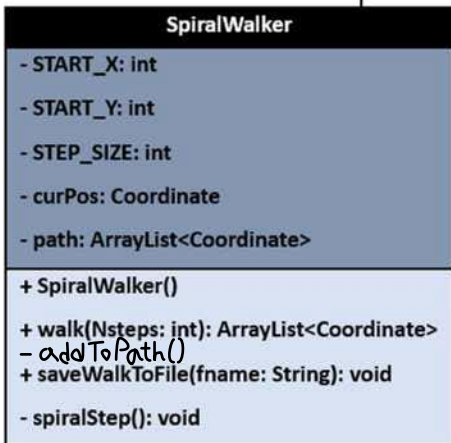 SpiralWalker
- START_X: int
- START_Y: int
- STEP_SIZE: int
- curPos: Coordinate
- path: ArrayList<Coordinate>
+ SpiralWalker()
+ walk(Nsteps: int): ArrayList<Coordinate>
- addToPath()
+ saveWalkToFile(fname: String): void
- spiralStep(): void